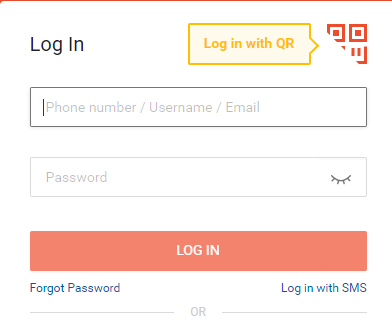 Log In
Log in with QR
Phone number / Username / Email
Password
LOG IN
Forgot Password
Log in with SMS
OR